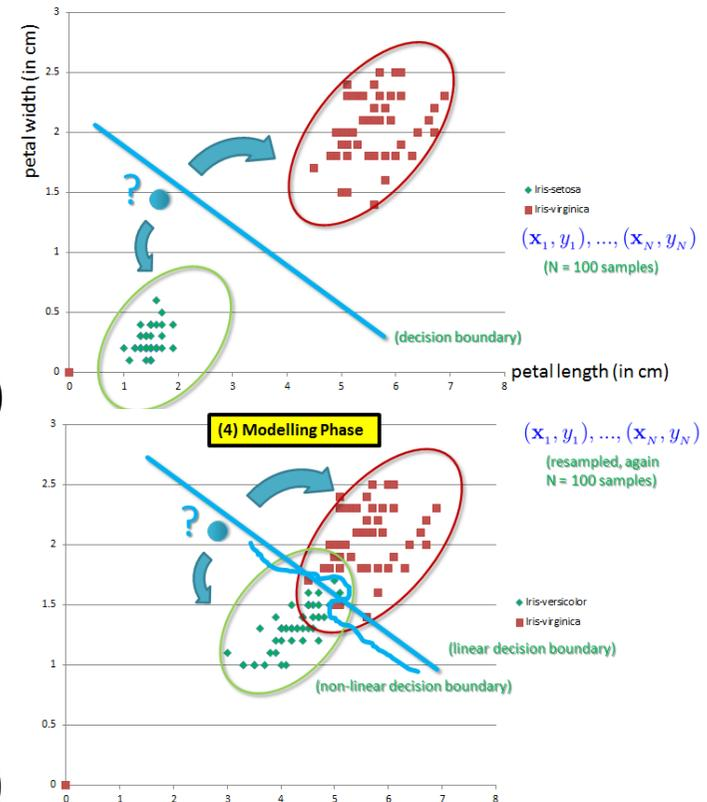 petal width (in cm)
3
2.5
2
1.5
1
0.5
0
0 1 2 3 4 5 6 7 8
?
Iris-setosa
Iris-virginica
(x₁, y₁), ..., (x_N, y_N)
(N = 100 samples)
(decision boundary)
petal length (in cm)
)
(4) Modelling Phase
3
2.5
2
1.5
1
0.5
0
0 1 2 3 4 5 6 7 8
?
(x₁, y₁), ..., (x_N, y_N)
(resampled, again
N = 100 samples)
Iris-versicolor
Iris-virginica
(linear decision boundary)
(non-linear decision boundary)
)